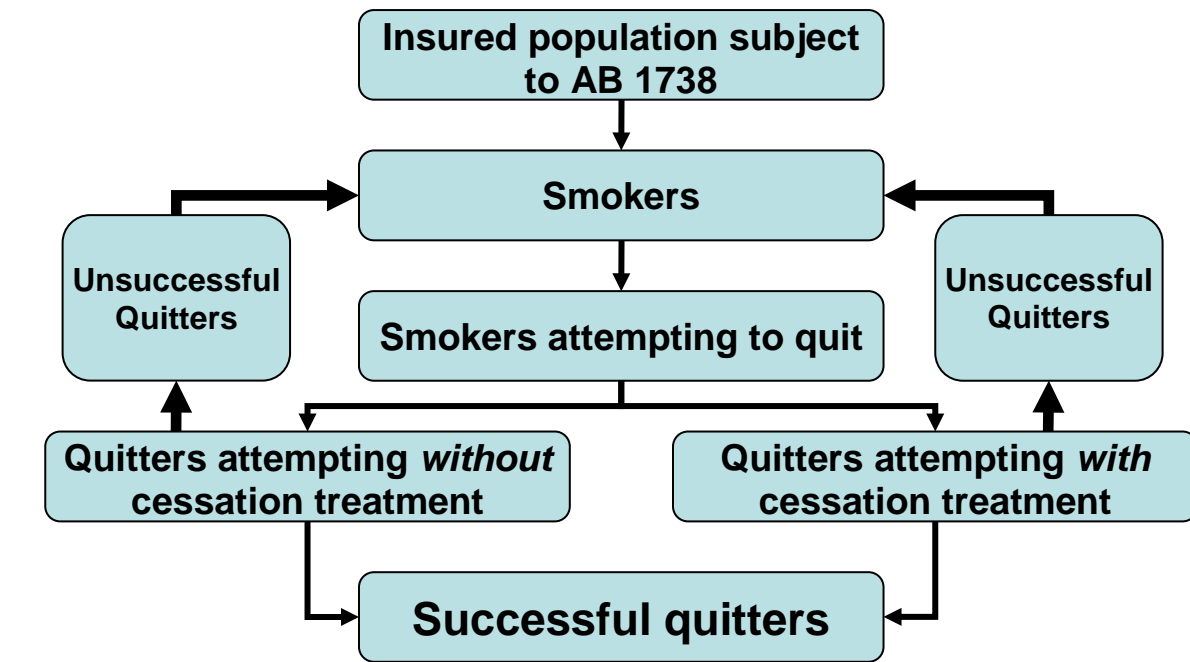 Insured population subject
to AB 1738
Smokers
Unsuccessful
Quitters
Unsuccessful
Quitters
Smokers attempting to quit
Quitters attempting without
cessation treatment
Quitters attempting with
cessation treatment
Successful quitters